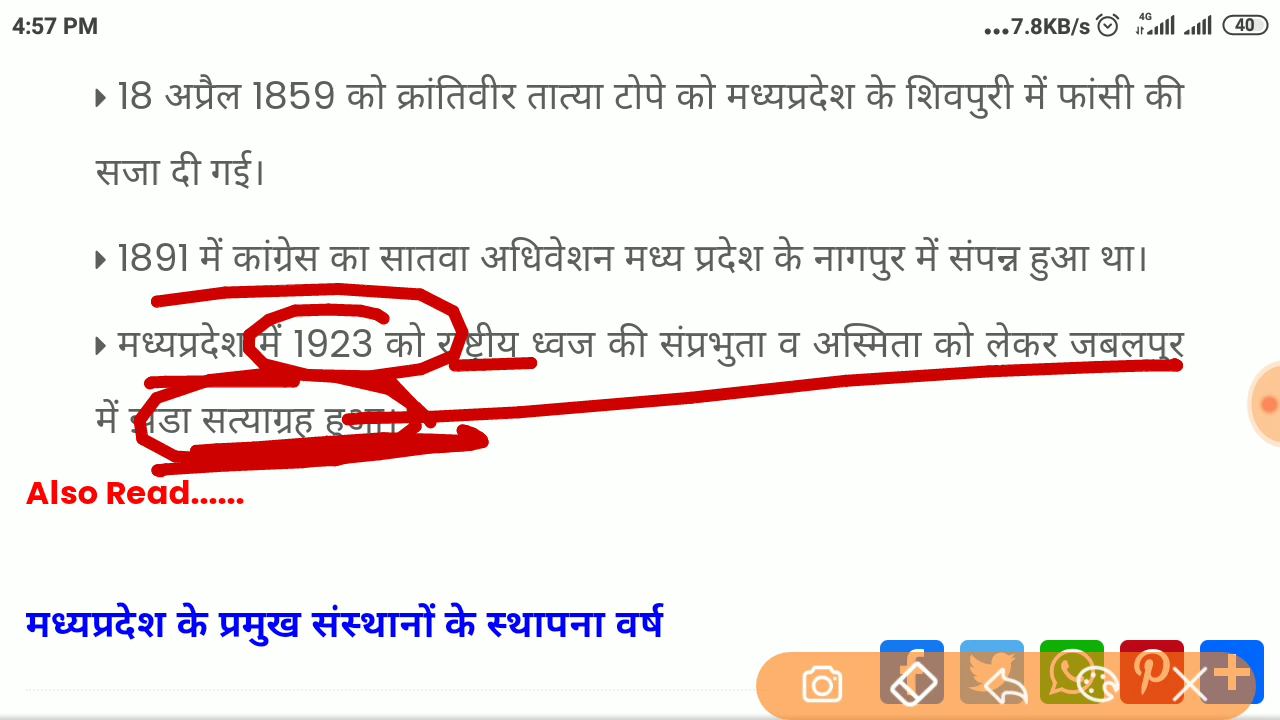 4:57 PM
...7.8KB/s 4G 40
18 अप्रैल 1859 को क्रांतिवीर तात्या टोपे को मध्यप्रदेश के शिवपुरी में फांसी की
सजा दी गई।
1891 में कांग्रेस का सातवा अधिवेशन मध्य प्रदेश के नागपुर में संपन्न हुआ था।
मध्यप्रदेश में 1923 को राष्ट्रीय ध्वज की संप्रभुता व अस्मिता को लेकर जबलपुर
में झंडा सत्याग्रह हुआ।
Also Read......
मध्यप्रदेश के प्रमुख संस्थानों के स्थापना वर्ष